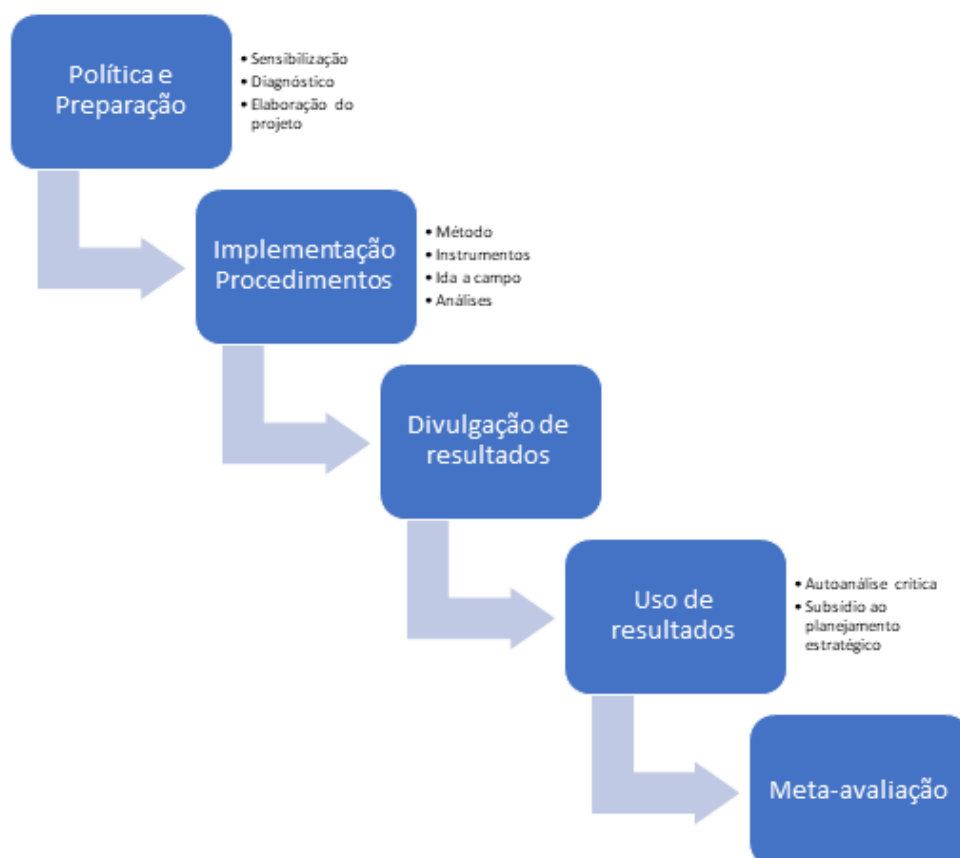 Política e
Preparação
• Sensibilização
• Diagnóstico
• Elaboração do
projeto
Implementação
Procedimentos
• Método
• Instrumentos
• Ida a campo
• Análises
Divulgação de
resultados
Uso de
resultados
• Autoanálise crítica
• Subsídio ao
planejamento
estratégico
Meta-avaliação